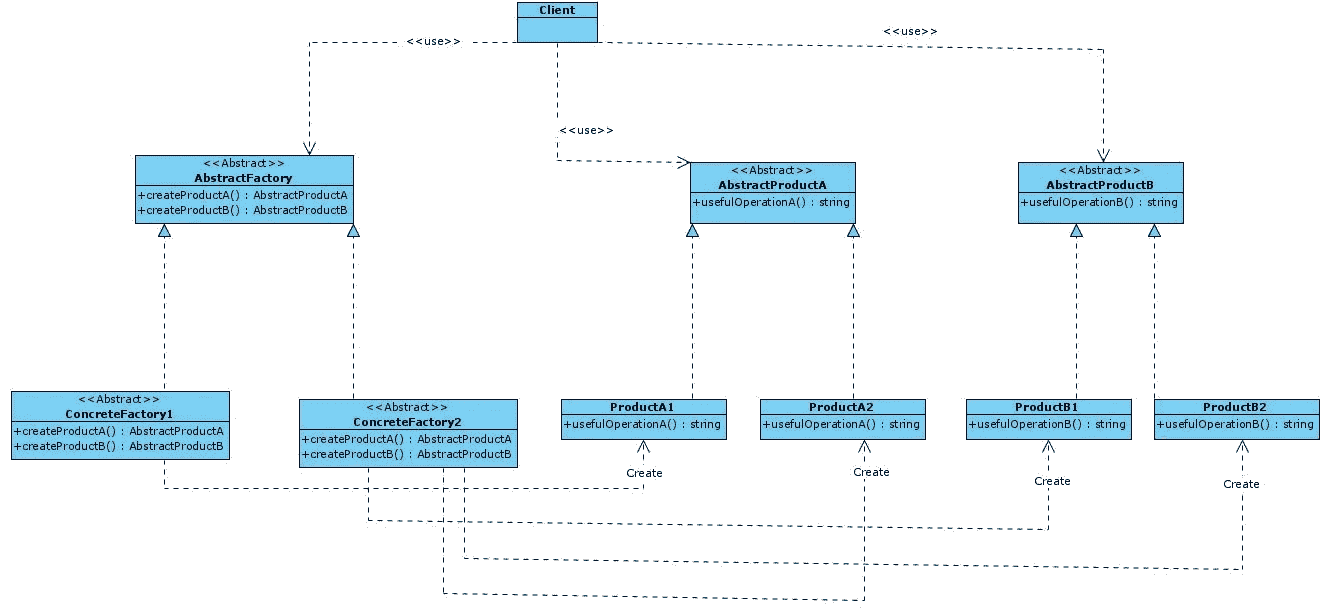 Client
<<use>>
<<use>>
<<use>>
<<Abstract>>
AbstractFactory
+createProductA() : AbstractProductA
+createProductB() : AbstractProductB
<<Abstract>>
AbstractProductA
+usefulOperationA() : string
<<Abstract>>
AbstractProductB
+usefulOperationB() : string
<<Abstract>>
ConcreteFactory1
+createProductA() : AbstractProductA
+createProductB() : AbstractProductB
<<Abstract>>
ConcreteFactory2
+createProductA() : AbstractProductA
+createProductB() : AbstractProductB
ProductA1
+usefulOperationA() : string
ProductA2
+usefulOperationA() : string
ProductB1
+usefulOperationB() : string
ProductB2
+usefulOperationB() : string
Create
Create
Create
Create